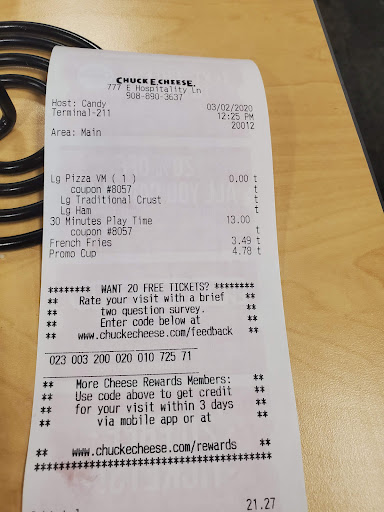 CHUCK E. CHEESE.
777 E Hospitality Ln
908-890-3637
Host: Candy 03/02/2020
Terminal-211 12:25 PM
20012
Area: Main
Lg Pizza VM ( 1 ) 0.00 t
coupon #8057 t
Lg Traditional Crust t
Lg Ham t
30 Minutes Play Time 13.00
coupon #8057 t
French Fries 3.49 t
Promo Cup 4.78 t
******** WANT 20 FREE TICKETS? ********
** Rate your visit with a brief **
** two question survey. **
** Enter code below at **
** www.chuckecheese.com/feedback **
023 003 200 020 010 725 71
** More Cheese Rewards Members: **
** Use code above to get credit **
** for your visit within 3 days **
** via mobile app or at **
** www.chuckecheese.com/rewards **
************************************
21.27